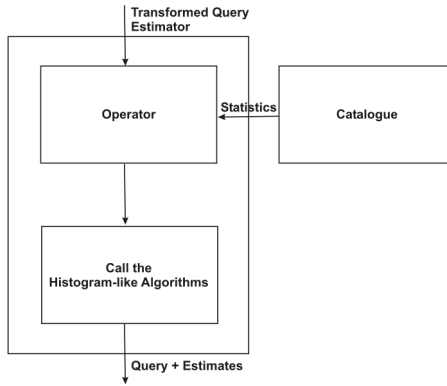 Transformed Query
Estimator
Operator
Statistics
Catalogue
Call the
Histogram-like Algorithms
Query + Estimates